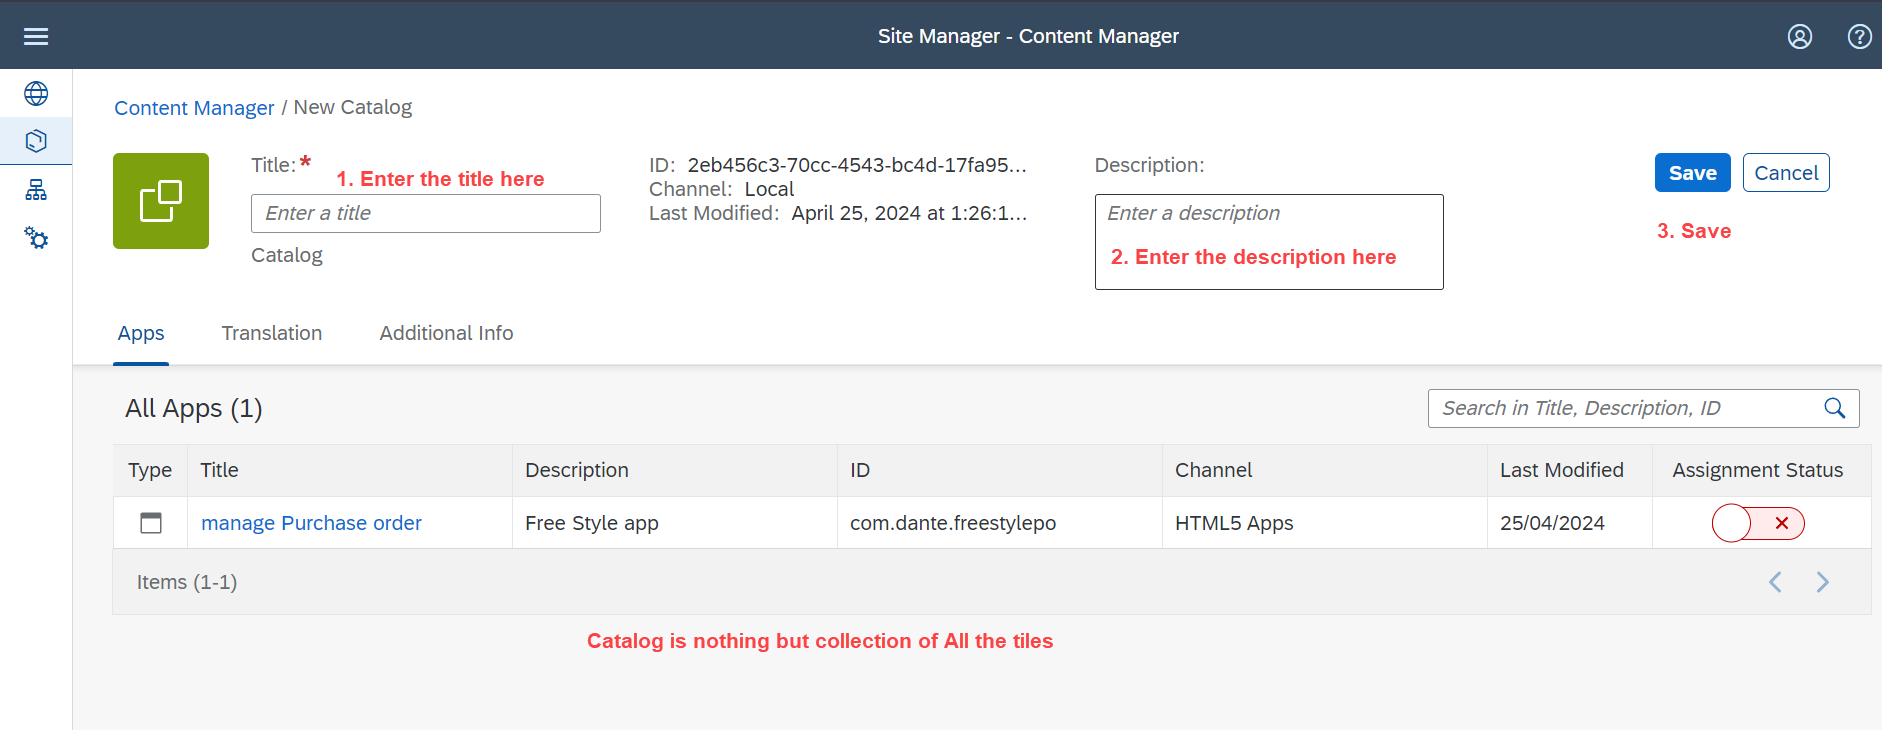 Site Manager - Content Manager
Content Manager / New Catalog
Title:*
1. Enter the title here
Enter a title
Catalog
ID: 2eb456c3-70cc-4543-bc4d-17fa95...
Channel: Local
Last Modified: April 25, 2024 at 1:26:1...
Description:
Enter a description
2. Enter the description here
Save
Cancel
3. Save
Apps
Translation
Additional Info
All Apps (1)
Search in Title, Description, ID
Type Title Description ID Channel Last Modified Assignment Status
manage Purchase order Free Style app com.dante.freestylepo HTML5 Apps 25/04/2024
Items (1-1)
Catalog is nothing but collection of All the tiles